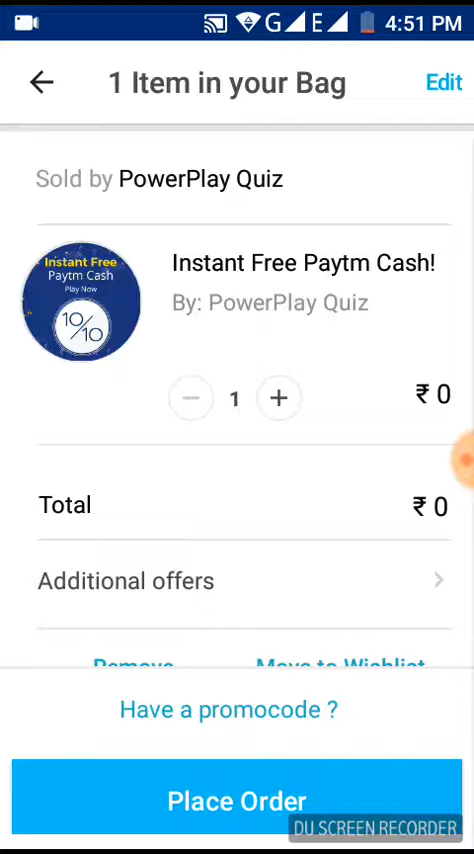 G E 4:51 PM
1 Item in your Bag Edit
Sold by PowerPlay Quiz
Instant Free
Paytm Cash
Play Now
10/10
Instant Free Paytm Cash!
By: PowerPlay Quiz
1 ₹ 0
Total ₹ 0
Additional offers
Remove Move to Wishlist
Have a promocode ?
Place Order
DU SCREEN RECORDER